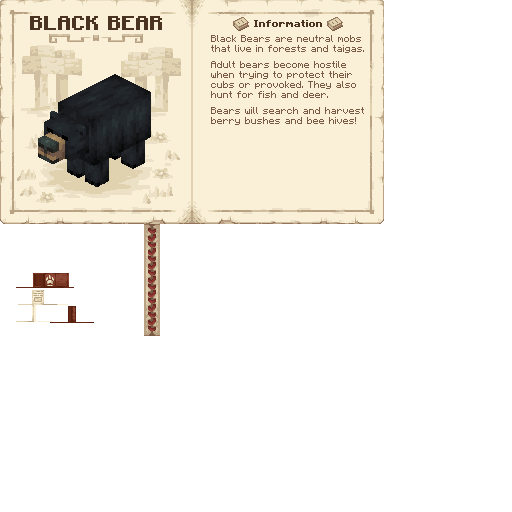 BLACK BEAR
Information
Black Bears are neutral mobs
that live in forests and taigas.
Adult bears become hostile
when trying to protect their
cubs or provoked. They also
hunt for fish and deer.
Bears will search and harvest
berry bushes and bee hives!